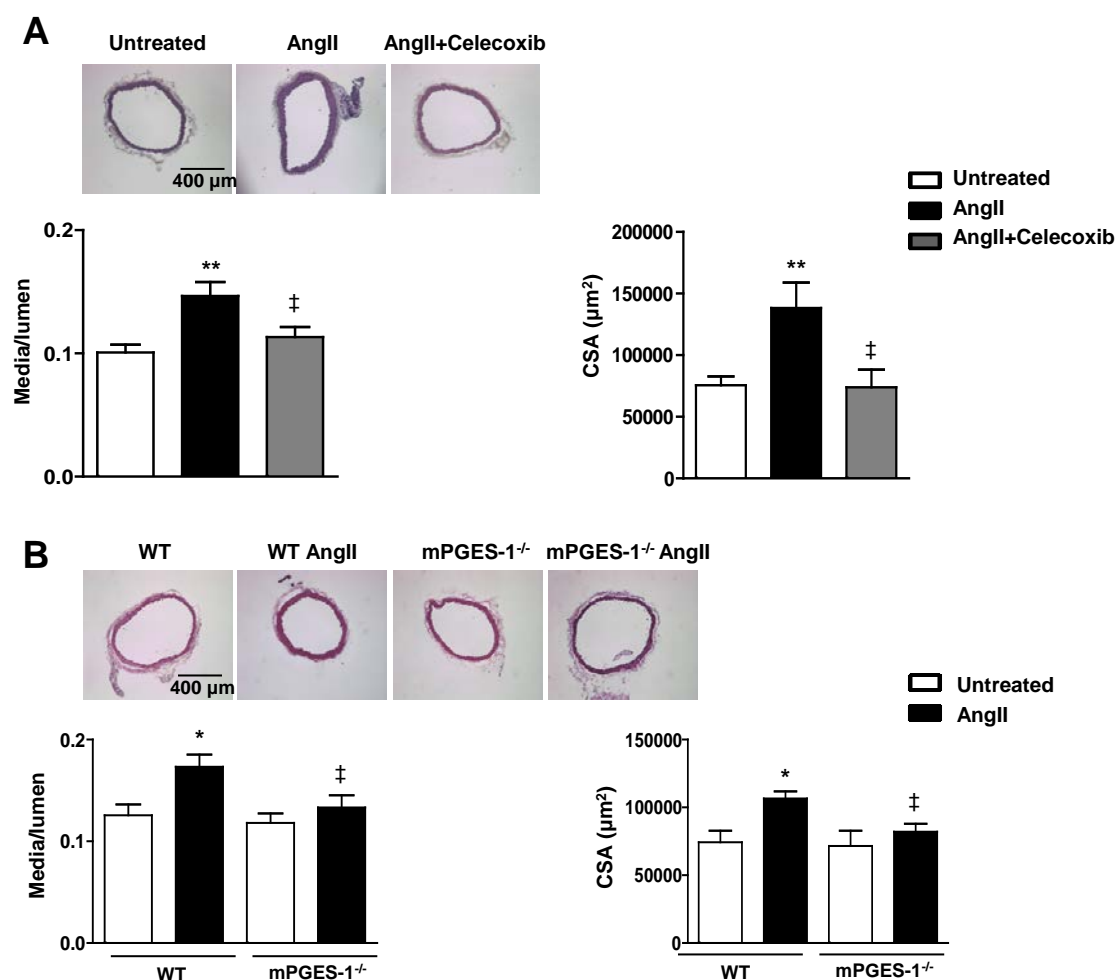 A
Untreated AngII AngII+Celecoxib
400 µm
Untreated
AngII
AngII+Celecoxib
0.2
0.1
0.0
Media/lumen
**
‡
200000
150000
100000
50000
0
CSA (µm²)
**
‡
B
WT WT AngII mPGES-1⁻/⁻ mPGES-1⁻/⁻ AngII
400 µm
Untreated
AngII
0.2
0.1
0.0
Media/lumen
*
‡
WT mPGES-1⁻/⁻
150000
100000
50000
0
CSA (µm²)
*
‡
WT mPGES-1⁻/⁻